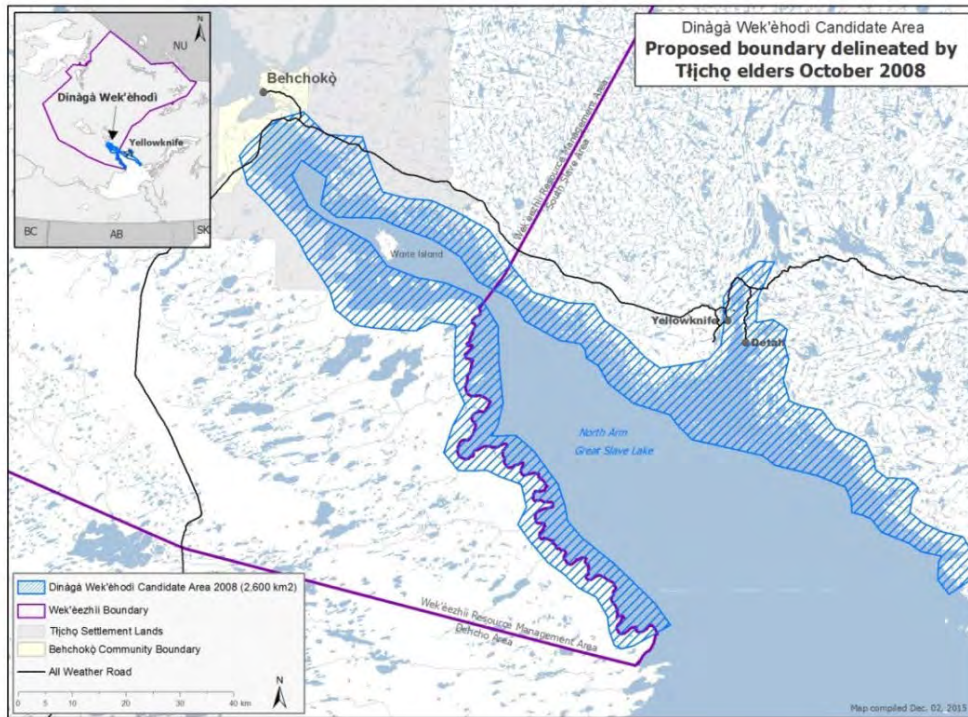 Dinàgà Wek'èhodì Candidate Area
Proposed boundary delineated by
Tłı̨chǫ elders October 2008
N
NU
Dinàgà Wek'èhodì
Yellowknife
BC
AB
SK
Behchokǫ̀
Wek'èezhìi Resource Management Area
South Slave Area
Waite Island
Yellowknife
Detah
North Arm
Great Slave Lake
Wek'èezhìi Resource Management Area
Dehcho Area
Dinàgà Wek'èhodì Candidate Area 2008 (2,600 km2)
Wek'èezhìi Boundary
Tłı̨chǫ Settlement Lands
Behchokǫ̀ Community Boundary
All Weather Road
0 10 20 40 km
N
Map compiled Dec. 02, 2015